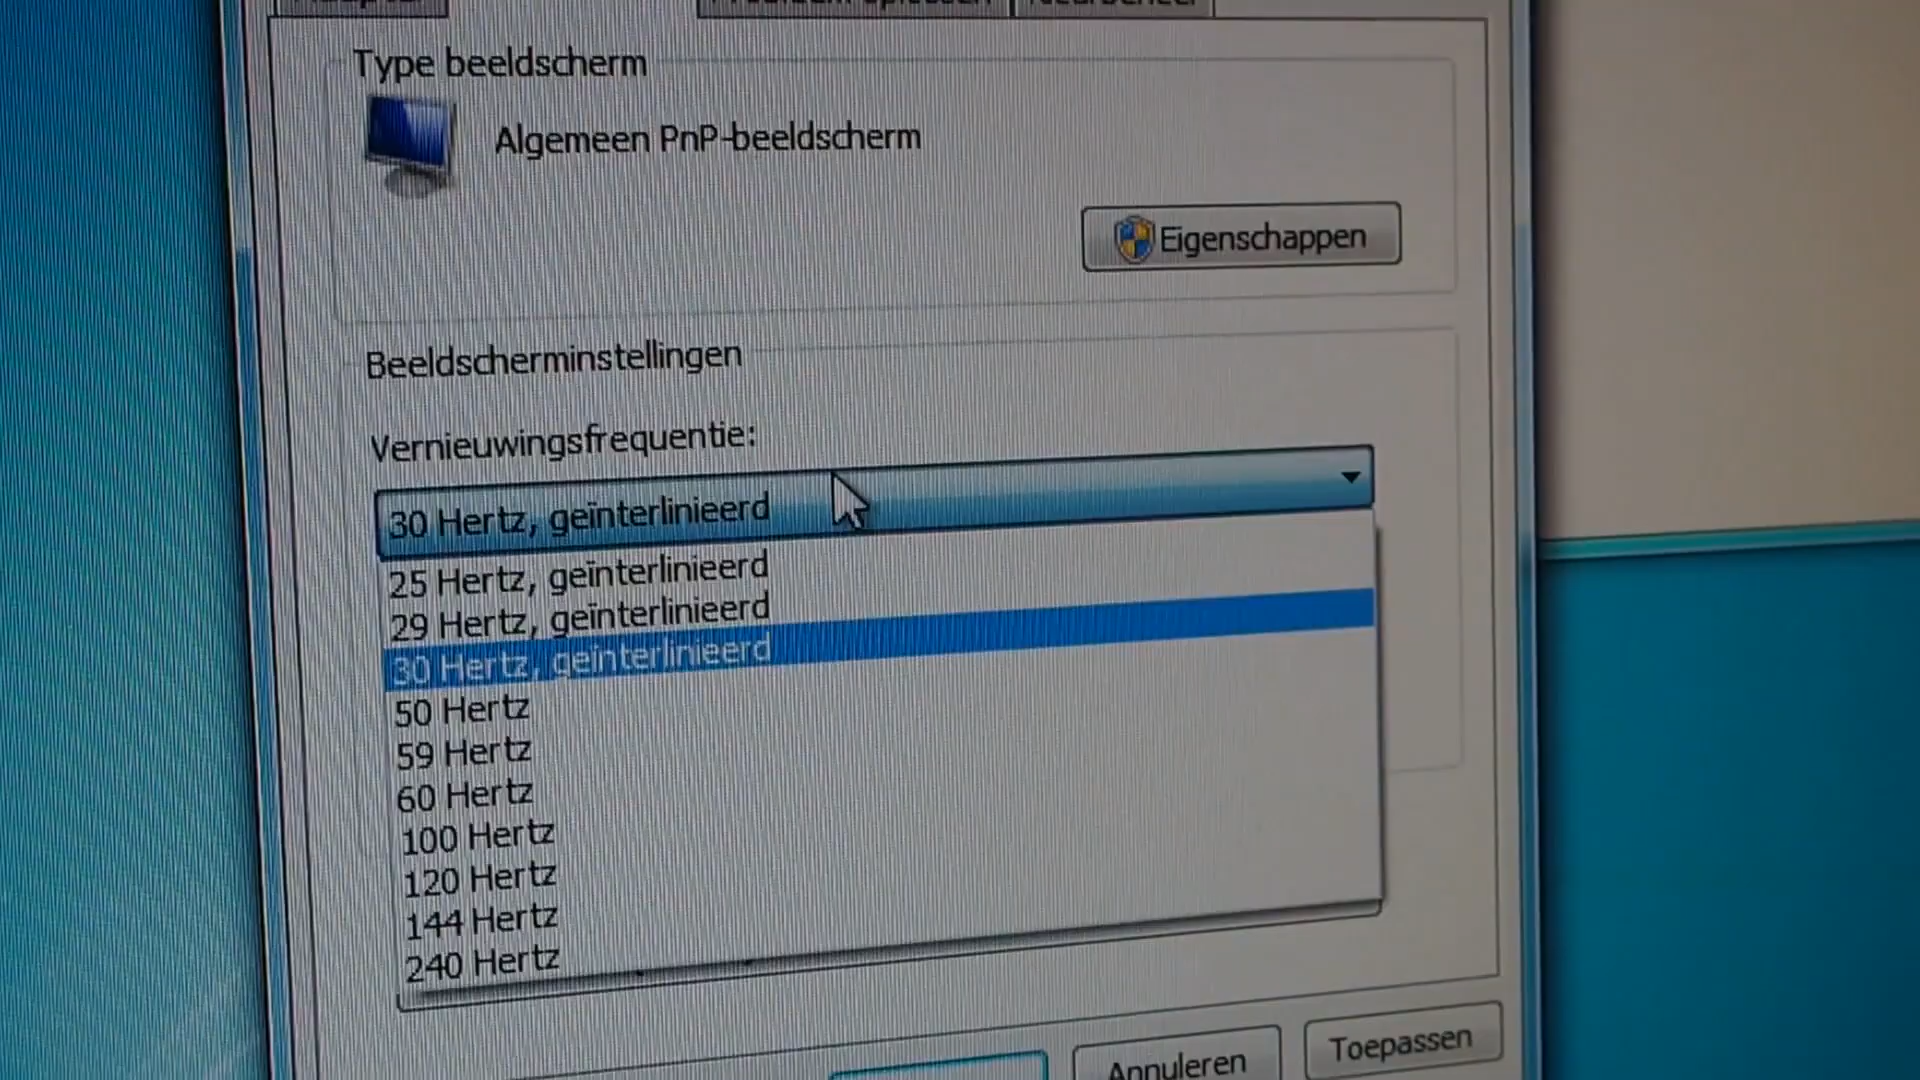 Type beeldscherm
Algemeen PnP-beeldscherm
Eigenschappen
Beeldscherminstellingen
Vernieuwingsfrequentie:
30 Hertz, geïnterlinieerd
25 Hertz, geïnterlinieerd
29 Hertz, geïnterlinieerd
30 Hertz, geïnterlinieerd
50 Hertz
59 Hertz
60 Hertz
100 Hertz
120 Hertz
144 Hertz
240 Hertz
Annuleren
Toepassen